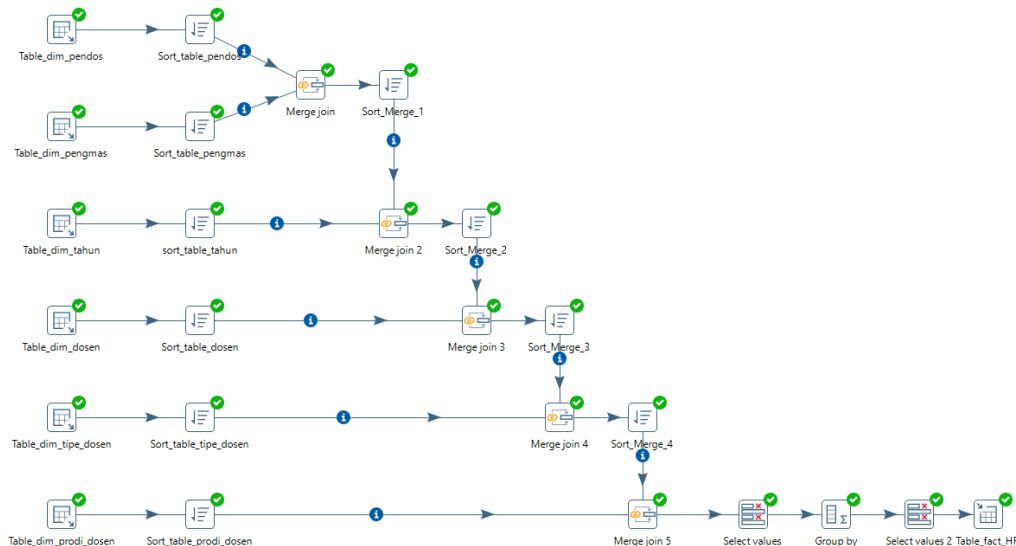 Table_dim_pendos
Sort_table_pendos
Merge join
Sort_Merge_1
Table_dim_pengmas
Sort_table_pengmas
Table_dim_tahun
sort_table_tahun
Merge join 2
Sort_Merge_2
Table_dim_dosen
Sort_table_dosen
Merge join 3
Sort_Merge_3
Table_dim_tipe_dosen
Sort_table_tipe_dosen
Merge join 4
Sort_Merge_4
Table_dim_prodi_dosen
Sort_table_prodi_dosen
Merge join 5
Select values
Group by
Select values 2
Table_fact_HF